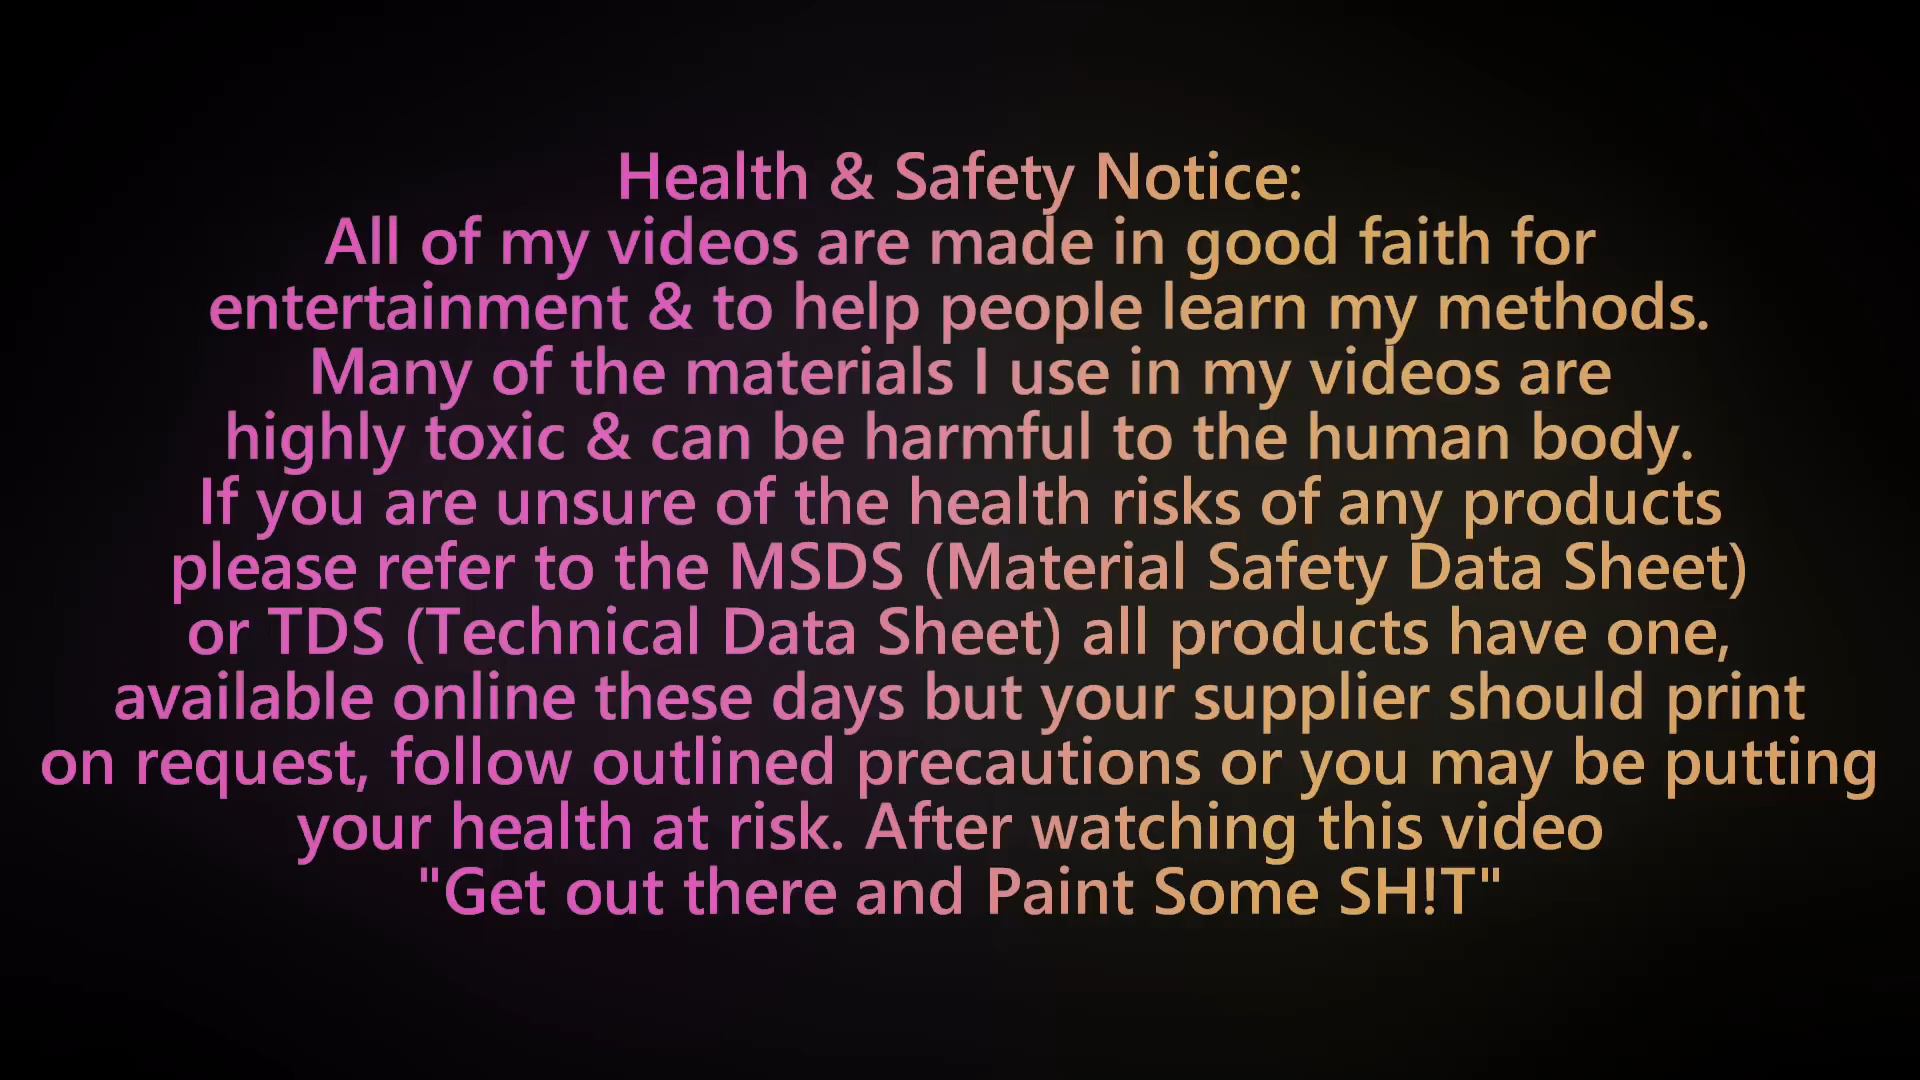 Health & Safety Notice:
All of my videos are made in good faith for
entertainment & to help people learn my methods.
Many of the materials I use in my videos are
highly toxic & can be harmful to the human body.
If you are unsure of the health risks of any products
please refer to the MSDS (Material Safety Data Sheet)
or TDS (Technical Data Sheet) all products have one,
available online these days but your supplier should print
on request, follow outlined precautions or you may be putting
your health at risk. After watching this video
"Get out there and Paint Some SH!T"